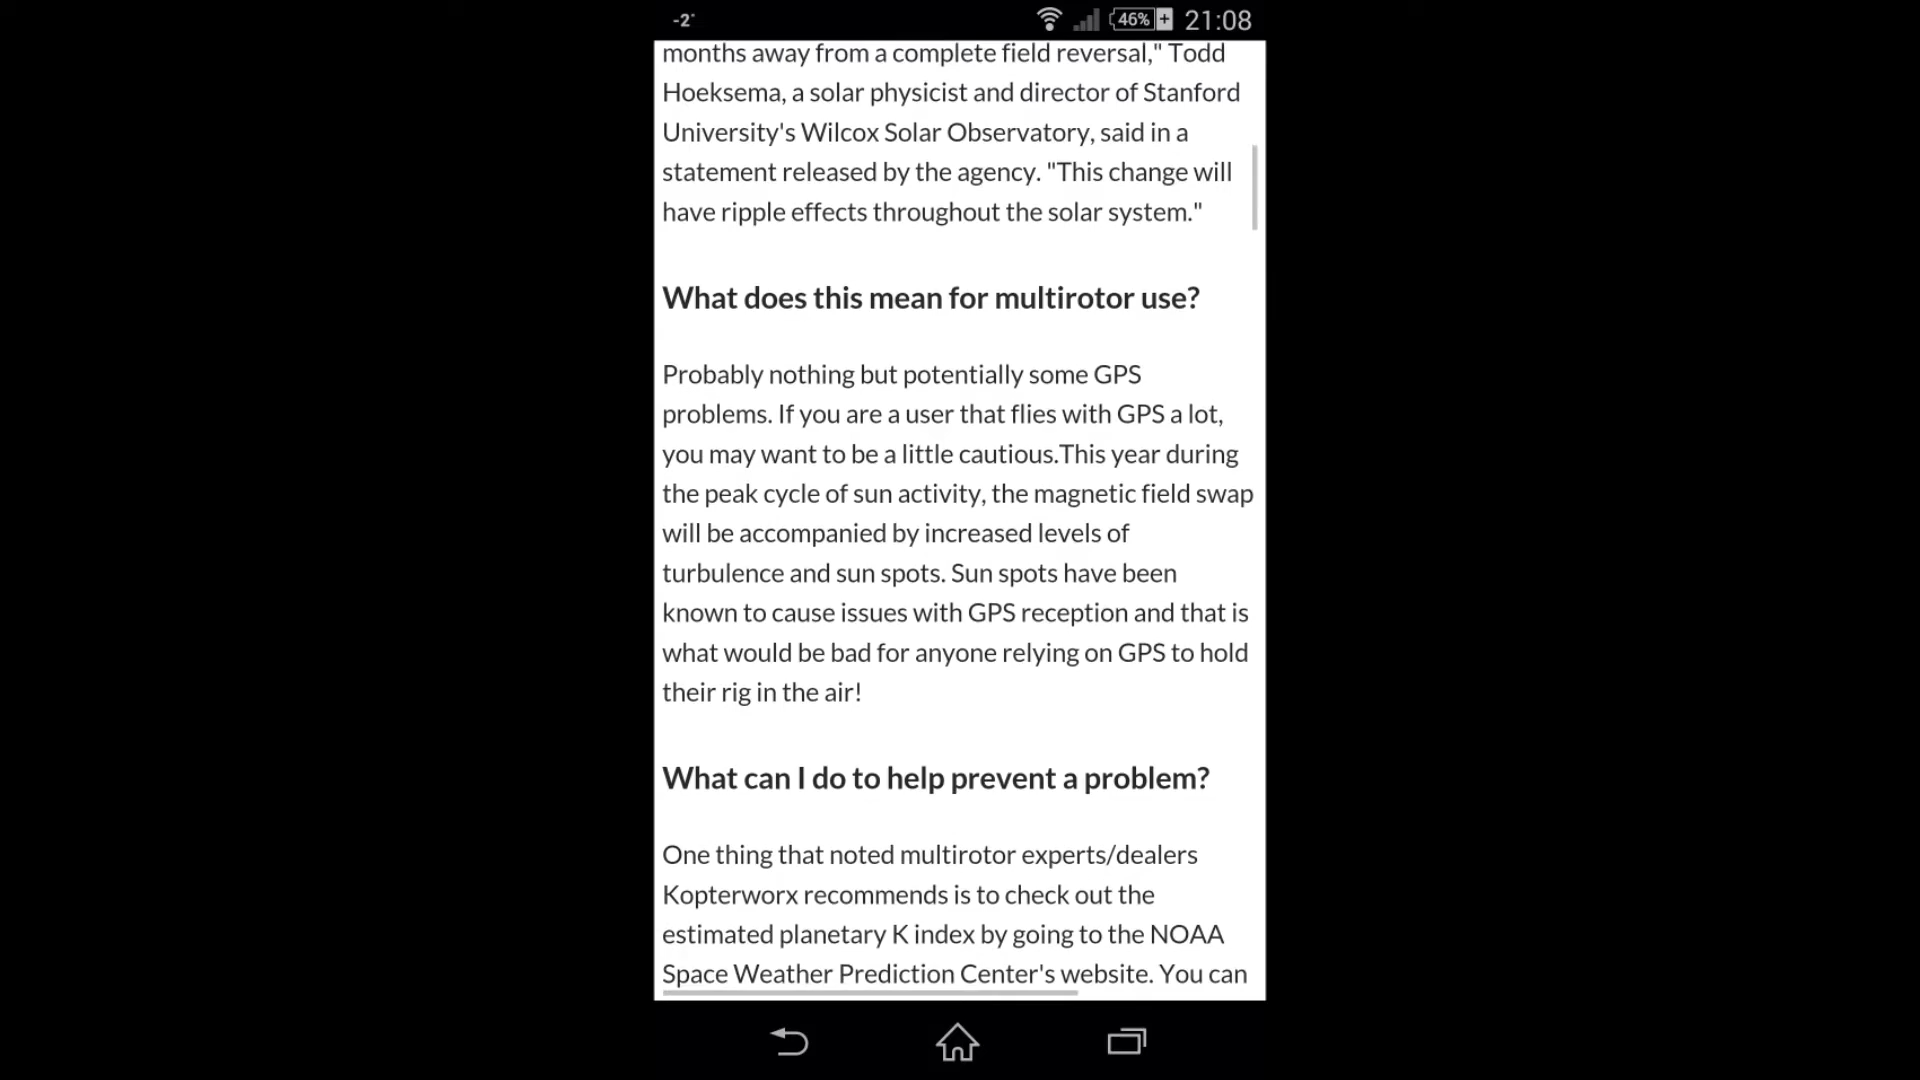 -2° 46% 21:08
months away from a complete field reversal," Todd
Hoeksema, a solar physicist and director of Stanford
University's Wilcox Solar Observatory, said in a
statement released by the agency. "This change will
have ripple effects throughout the solar system."
What does this mean for multirotor use?
Probably nothing but potentially some GPS
problems. If you are a user that flies with GPS a lot,
you may want to be a little cautious.This year during
the peak cycle of sun activity, the magnetic field swap
will be accompanied by increased levels of
turbulence and sun spots. Sun spots have been
known to cause issues with GPS reception and that is
what would be bad for anyone relying on GPS to hold
their rig in the air!
What can I do to help prevent a problem?
One thing that noted multirotor experts/dealers
Kopterworx recommends is to check out the
estimated planetary K index by going to the NOAA
Space Weather Prediction Center's website. You can